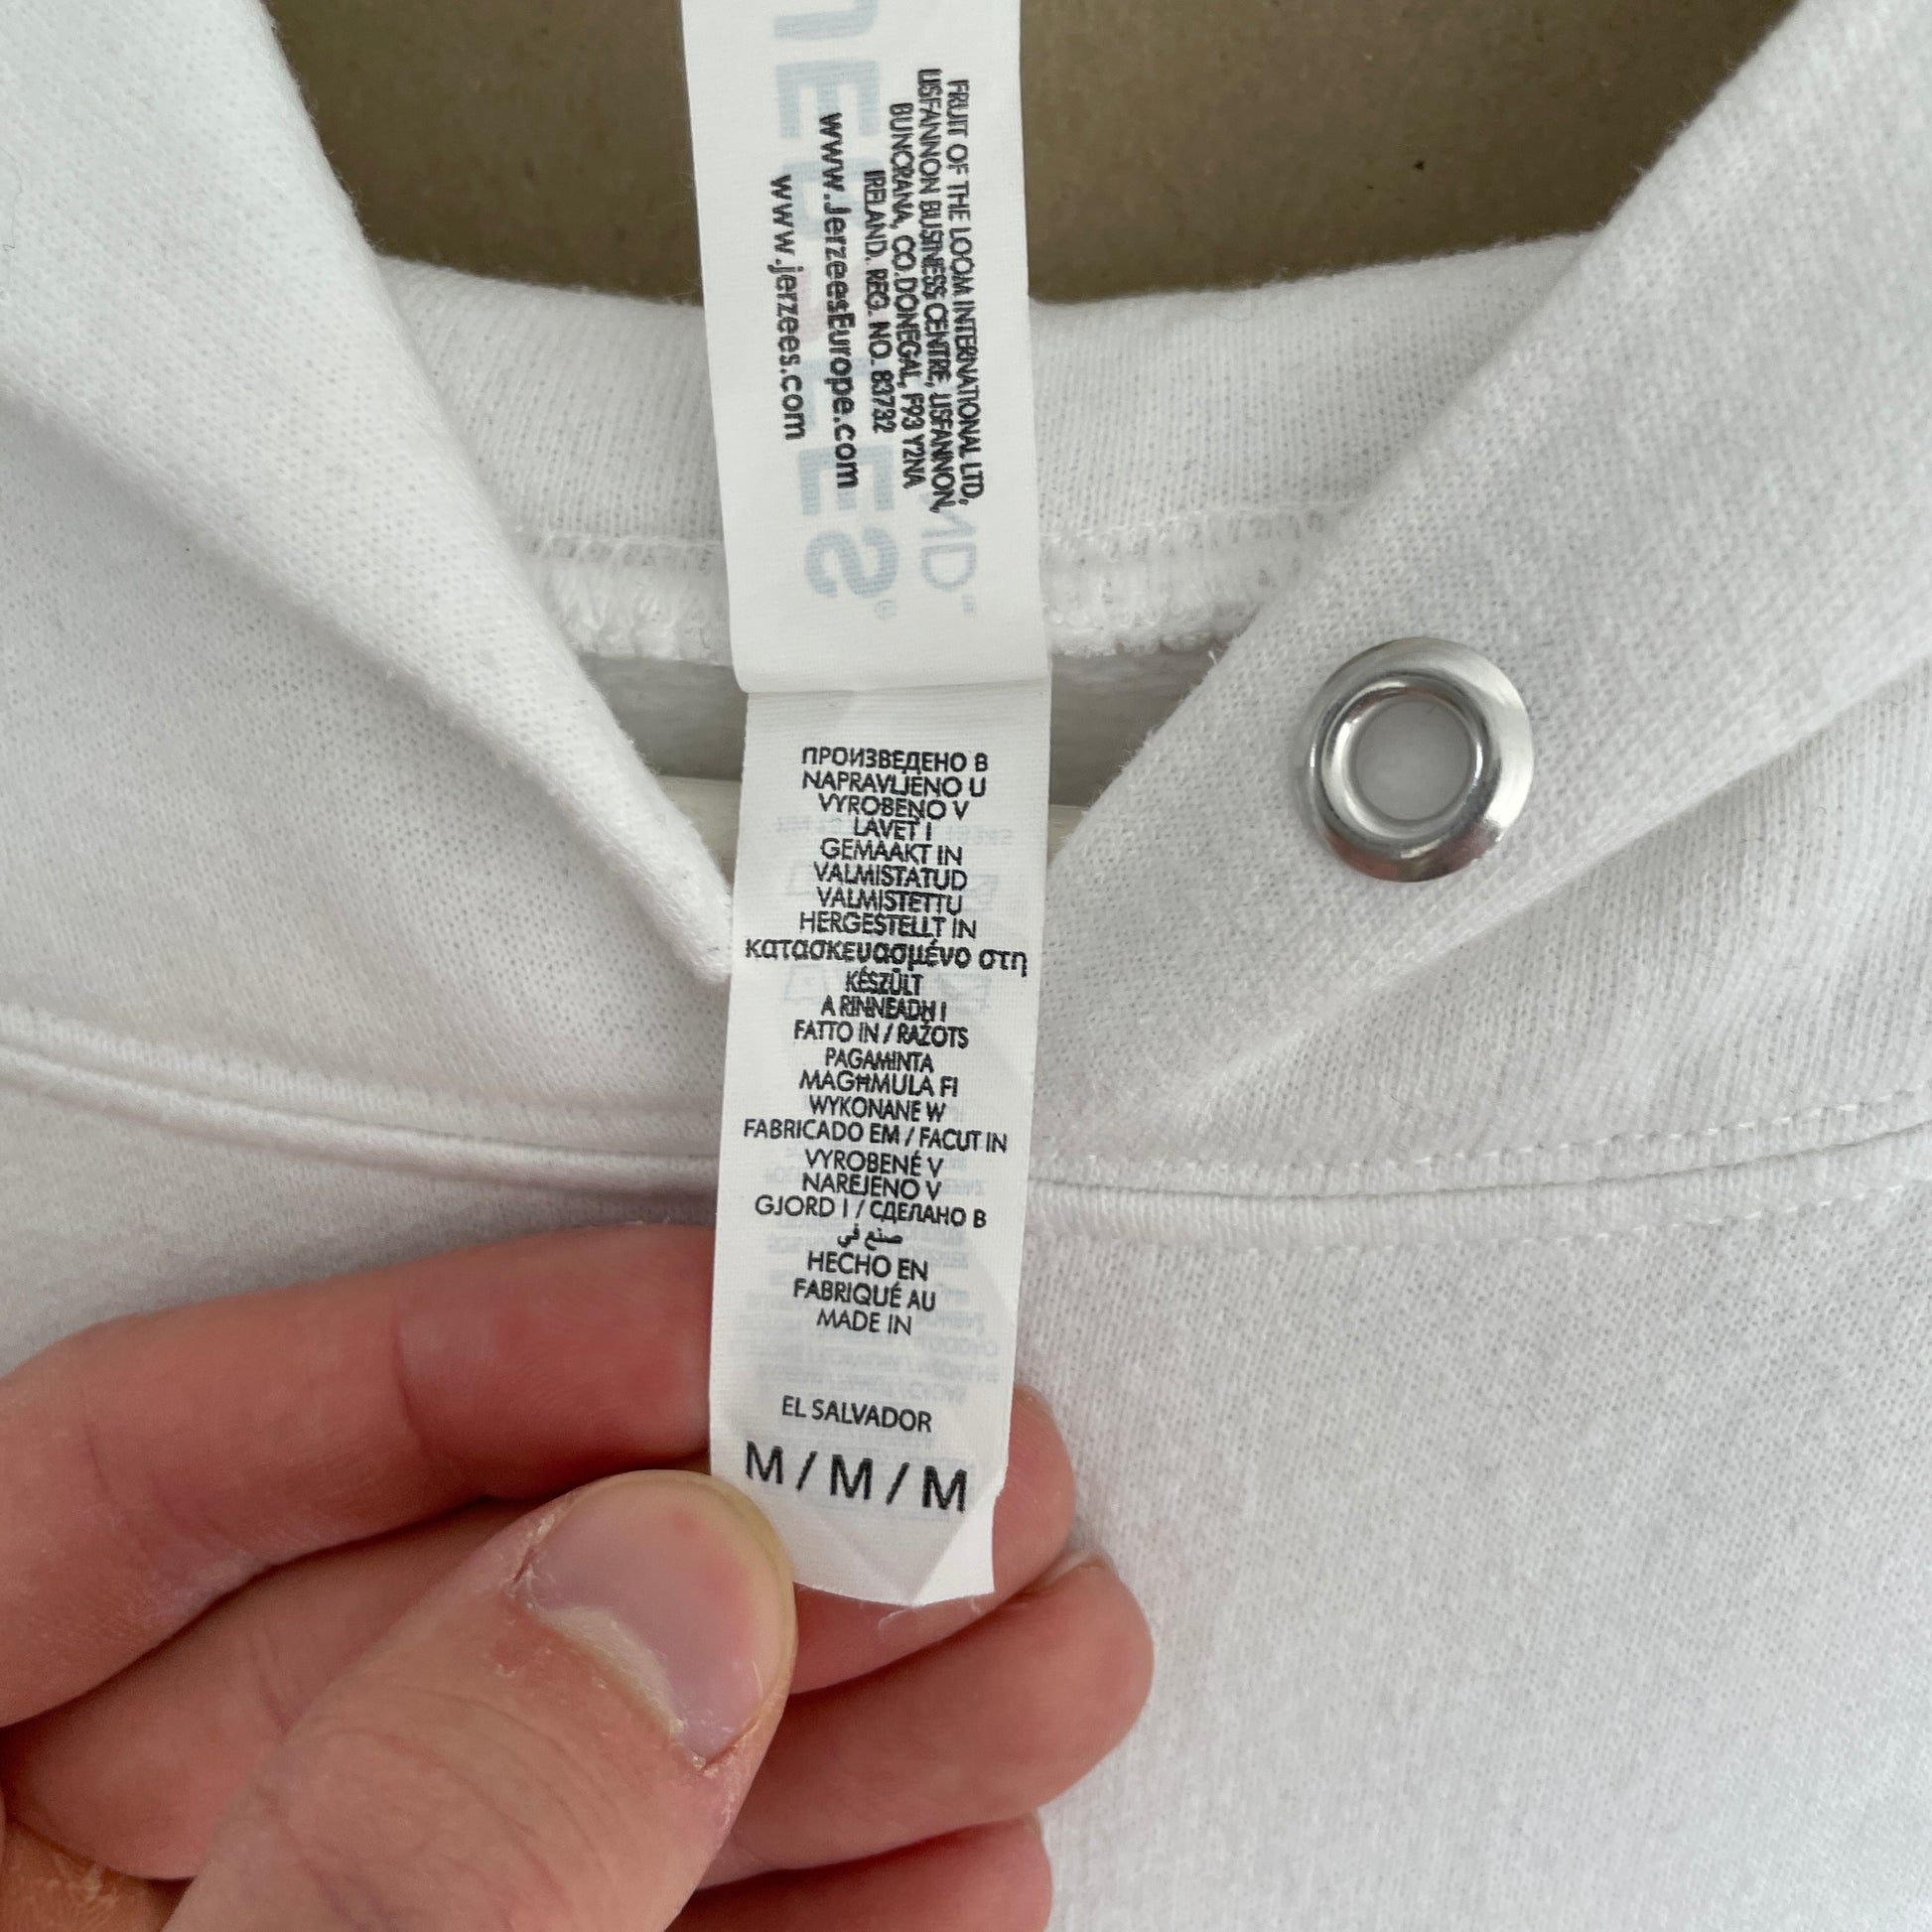 FRUIT OF THE LOOM INTERNATIONAL LTD,
LISFANNON BUSINESS CENTRE, LISFANNON,
BUNCRANA, CO.DONEGAL, F93 Y2NA
IRELAND. REG. NO. 83732
www.JerzeesEurope.com
www.jerzees.com
ПРОИЗВЕДЕНО В
NAPRAVLJENO U
VYROBENO V
LAVET I
GEMAAKT IN
VALMISTATUD
VALMISTETTU
HERGESTELLT IN
κατασκευασμένο στη
KÉSZÜLT
A RINNEADH I
FATTO IN / RAŽOTS
PAGAMINTA
MAGĦMULA FI
WYKONANE W
FABRICADO EM / FACUT IN
VYROBENÉ V
NAREJENO V
GJORD I / СДЕЛАНО В
صنع في
HECHO EN
FABRIQUÉ AU
MADE IN
EL SALVADOR
M / M / M